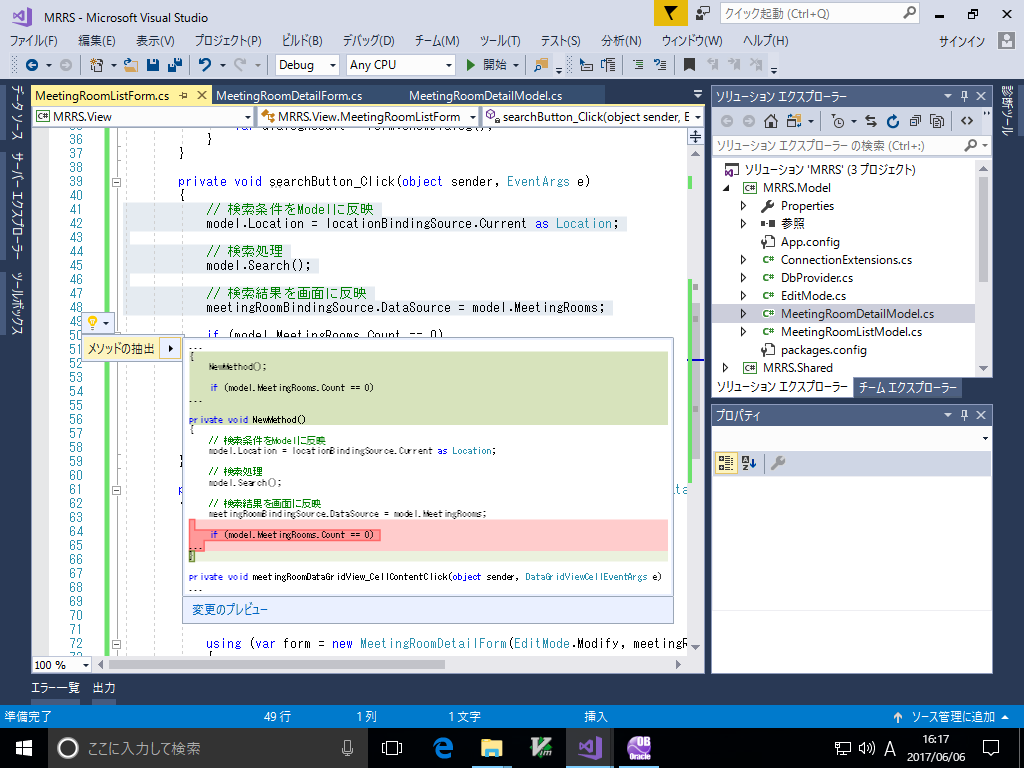 MRRS - Microsoft Visual Studio
クイック起動 (Ctrl+Q)
ファイル(F) 編集(E) 表示(V) プロジェクト(P) ビルド(B) デバッグ(D) チーム(M) ツール(T) テスト(S) 分析(N) ウィンドウ(W) ヘルプ(H) サインイン
Debug Any CPU 開始
データ ソース
サーバー エクスプローラー
ツールボックス
MeetingRoomListForm.cs MeetingRoomDetailForm.cs MeetingRoomDetailModel.cs
MRRS.View MRRS.View.MeetingRoomListForm searchButton_Click(object sender, E
36 }
37 }
38
39 private void searchButton_Click(object sender, EventArgs e)
40 {
41 // 検索条件をModelに反映
42 model.Location = locationBindingSource.Current as Location;
43
44 // 検索処理
45 model.Search();
46
47 // 検索結果を画面に反映
48 meetingRoomBindingSource.DataSource = model.MeetingRooms;
49
50 if (model.MeetingRooms.Count == 0)
51
52
53
54
55
56
57
58
59 }
60
61
62
63
64
65
66
67
68
69
70
71
72 using (var form = new MeetingRoomDetailForm(EditMode.Modify, meetingR
メソッドの抽出
...
{
NewMethod();
if (model.MeetingRooms.Count == 0)
...
private void NewMethod()
{
// 検索条件をModelに反映
model.Location = locationBindingSource.Current as Location;
// 検索処理
model.Search();
// 検索結果を画面に反映
meetingRoomBindingSource.DataSource = model.MeetingRooms;
if (model.MeetingRooms.Count == 0)
...
}
private void meetingRoomDataGridView_CellContentClick(object sender, DataGridViewCellEventArgs e)
...
変更のプレビュー
100 %
ソリューション エクスプローラー
ソリューション エクスプローラー の検索 (Ctrl+:)
ソリューション 'MRRS' (3 プロジェクト)
MRRS.Model
Properties
参照
App.config
ConnectionExtensions.cs
DbProvider.cs
EditMode.cs
MeetingRoomDetailModel.cs
MeetingRoomListModel.cs
packages.config
MRRS.Shared
ソリューション エクスプローラー チーム エクスプローラー
プロパティ
診断ツール
エラー一覧 出力
準備完了 49 行 1 列 1 文字 挿入 ソース管理に追加
ここに入力して検索
DB
Oracle
A
16:17
2017/06/06